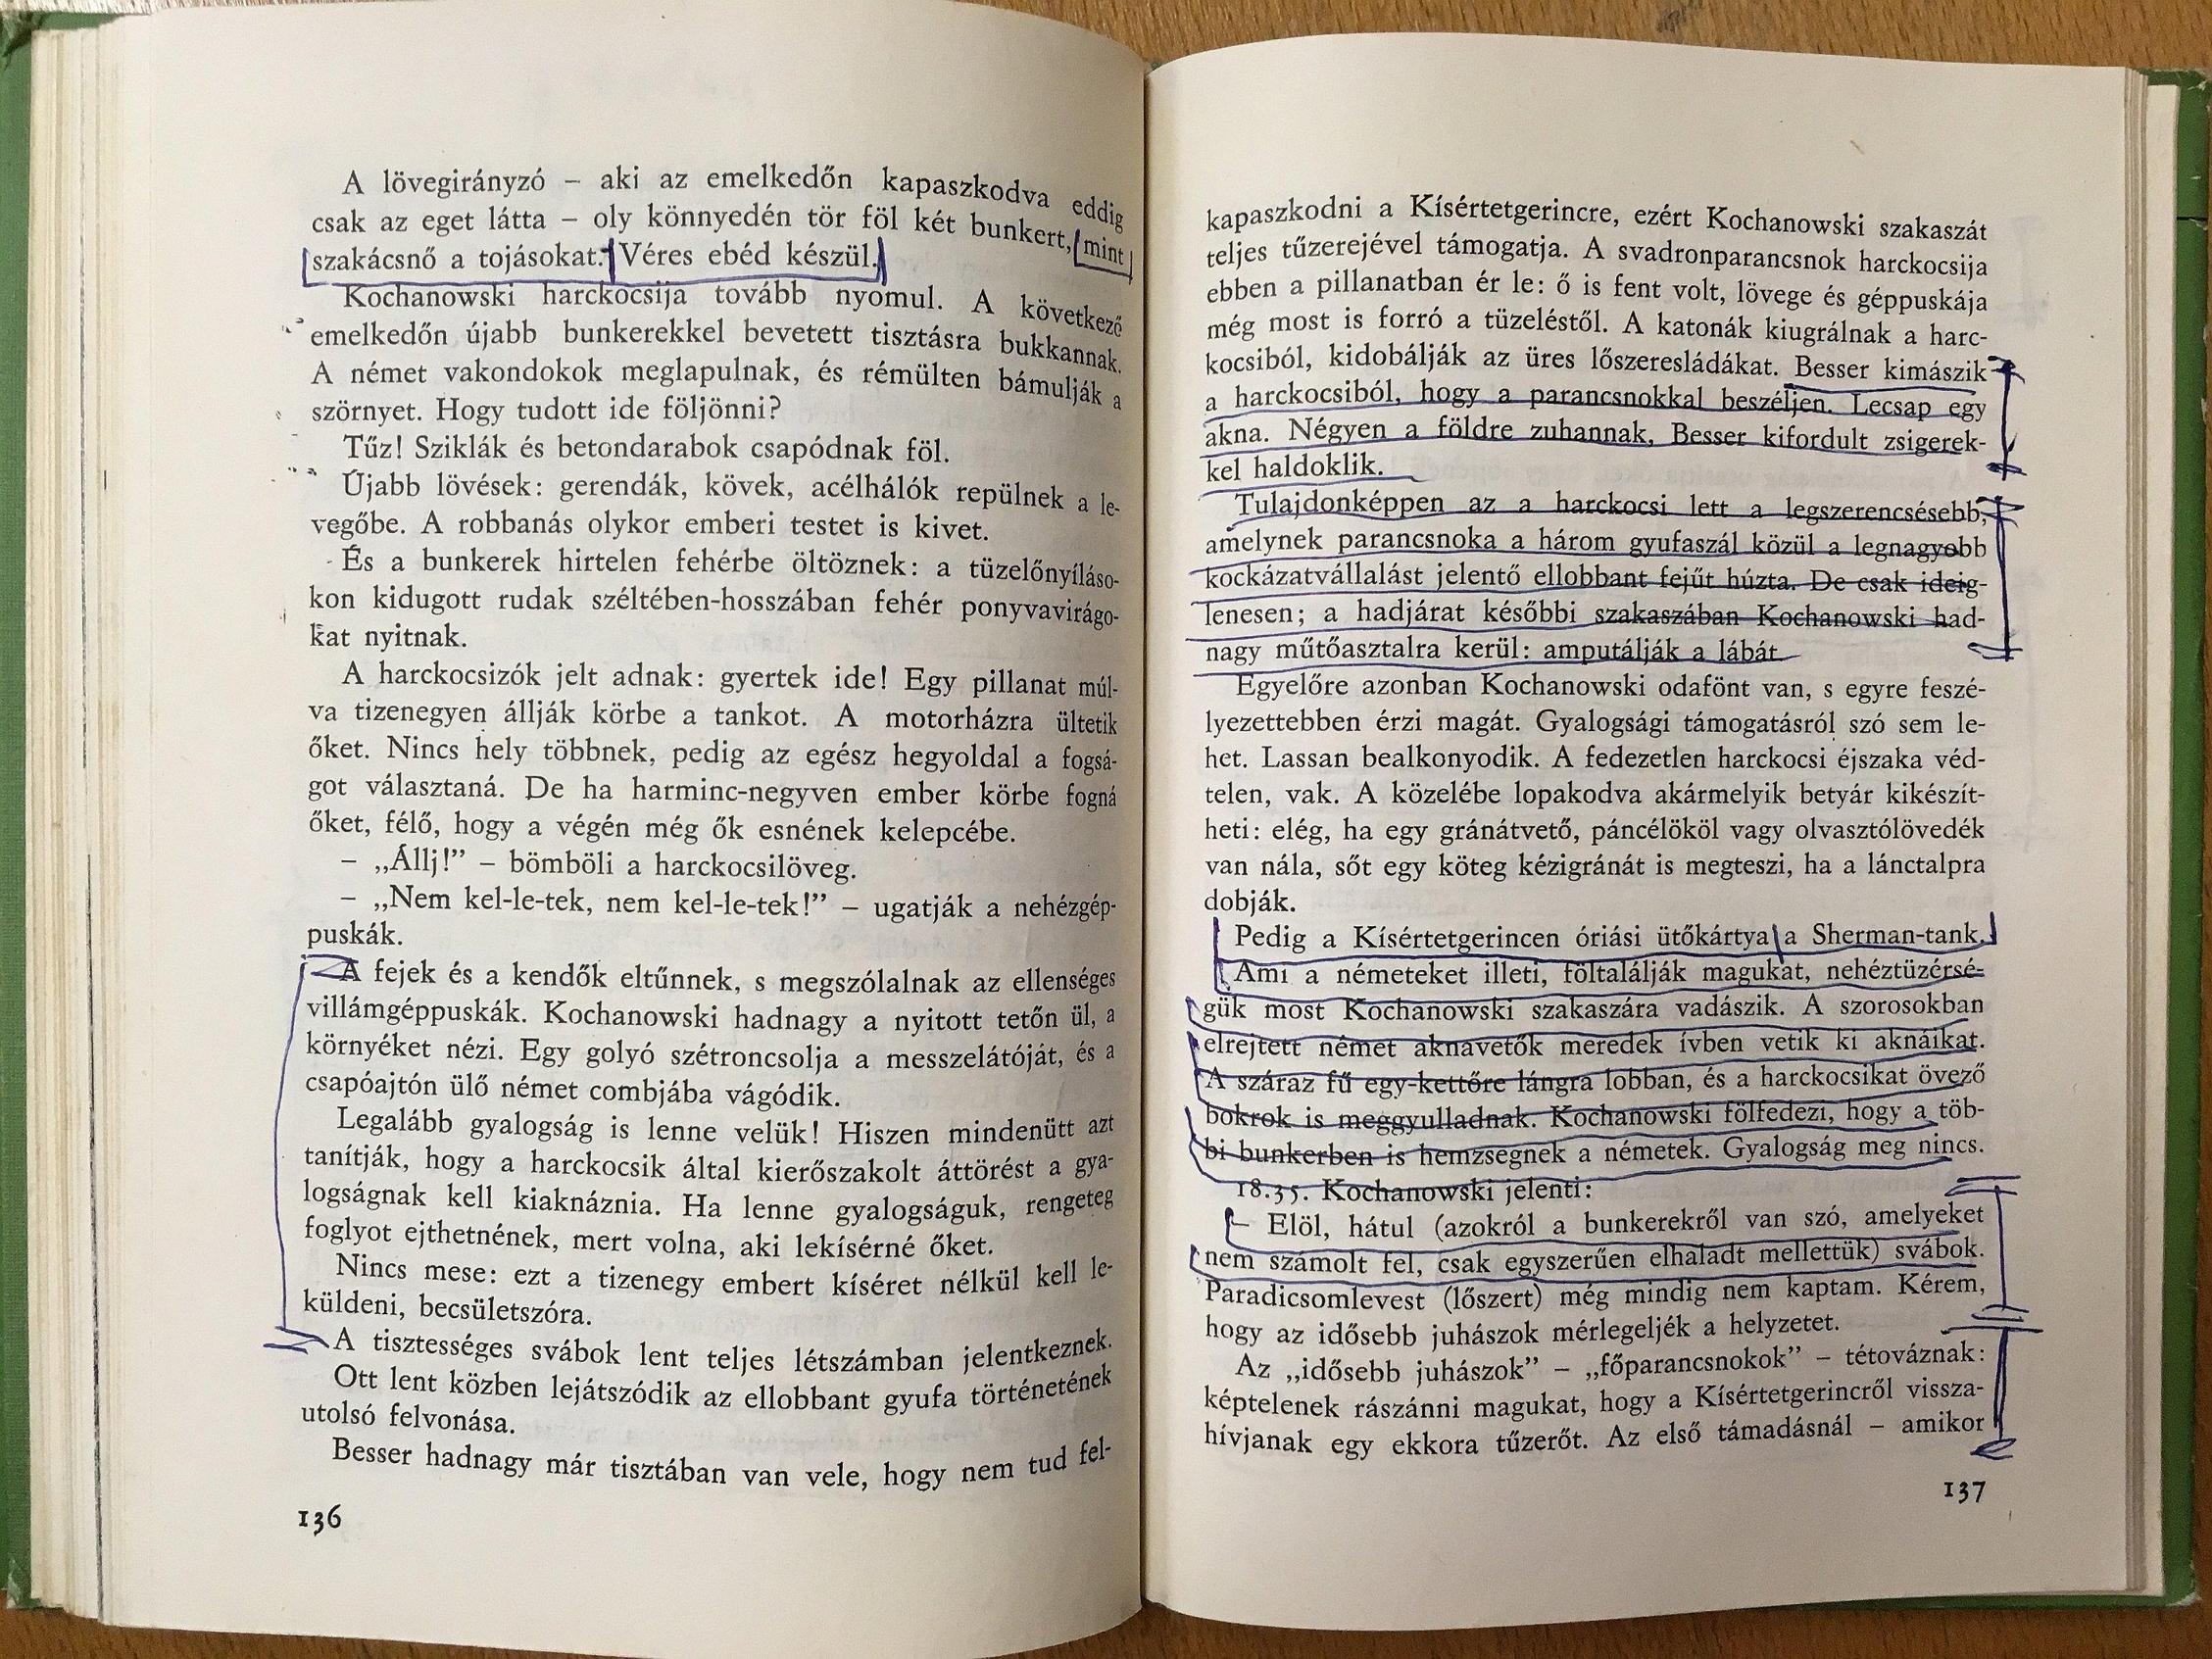 A lövegirányzó – aki az emelkedőn kapaszkodva eddig
csak az eget látta – oly könnyedén tör föl két bunkert, mint
szakácsnő a tojásokat. Véres ebéd készül.
Kochanowski harckocsija tovább nyomul. A következő
emelkedőn újabb bunkerekkel bevetett tisztásra bukkannak.
A német vakondokok meglapulnak, és rémülten bámulják a
szörnyet. Hogy tudott ide följönni?
Tűz! Sziklák és betondarabok csapódnak föl.
Újabb lövések: gerendák, kövek, acélhálók repülnek a le-
vegőbe. A robbanás olykor emberi testet is kivet.
És a bunkerek hirtelen fehérbe öltöznek: a tüzelőnyíláso-
kon kidugott rudak széltében-hosszában fehér ponyvavirágo-
kat nyitnak.
A harckocsizók jelt adnak: gyertek ide! Egy pillanat múl-
va tizenegyen állják körbe a tankot. A motorházra ültetik
őket. Nincs hely többnek, pedig az egész hegyoldal a fogsá-
got választaná. De ha harminc-negyven ember körbe fogná
őket, félő, hogy a végén még ők esnének kelepcébe.
– „Állj!” – bömböli a harckocsilöveg.
– „Nem kel-le-tek, nem kel-le-tek!” – ugatják a nehézgép-
puskák.
A fejek és a kendők eltűnnek, s megszólalnak az ellenséges
villámgéppuskák. Kochanowski hadnagy a nyitott tetőn ül, a
környéket nézi. Egy golyó szétroncsolja a messzelátóját, és a
csapóajtón ülő német combjába vágódik.
Legalább gyalogság is lenne velük! Hiszen mindenütt azt
tanítják, hogy a harckocsik által kierőszakolt áttörést a gya-
logságnak kell kiaknáznia. Ha lenne gyalogságuk, rengeteg
foglyot ejthetnének, mert volna, aki lekísérné őket.
Nincs mese: ezt a tizenegy embert kíséret nélkül kell le-
küldeni, becsületszóra.
A tisztességes svábok lent teljes létszámban jelentkeznek.
Ott lent közben lejátszódik az ellobbant gyufa történetének
utolsó felvonása.
Besser hadnagy már tisztában van vele, hogy nem tud fel-
136
kapaszkodni a Kísértetgerincre, ezért Kochanowski szakaszát
teljes tűzerejével támogatja. A svadronparancsnok harckocsija
ebben a pillanatban ér le: ő is fent volt, lövege és géppuskája
még most is forró a tüzeléstől. A katonák kiugrálnak a harc-
kocsiból, kidobálják az üres lőszeresládákat. Besser kimászik
a harckocsiból, hogy a parancsnokkal beszéljen. Lecsap egy
akna. Négyen a földre zuhannak, Besser kifordult zsigerek-
kel haldoklik.
Tulajdonképpen az a harckocsi lett a legszerencsésebb,
amelynek parancsnoka a három gyufaszál közül a legnagyobb
kockázatvállalást jelentő ellobbant fejűt húzta. De csak ideig-
lenesen; a hadjárat későbbi szakaszában Kochanowski had-
nagy műtőasztalra kerül: amputálják a lábát
Egyelőre azonban Kochanowski odafönt van, s egyre feszé-
lyezettebben érzi magát. Gyalogsági támogatásról szó sem le-
het. Lassan bealkonyodik. A fedezetlen harckocsi éjszaka véd-
telen, vak. A közelébe lopakodva akármelyik betyár kikészít-
heti: elég, ha egy gránátvető, páncélököl vagy olvasztólövedék
van nála, sőt egy köteg kézigránát is megteszi, ha a lánctalpra
dobják.
Pedig a Kísértetgerincen óriási ütőkártya a Sherman-tank.
Ami a németeket illeti, föltalálják magukat, nehéztüzérsé-
gük most Kochanowski szakaszára vadászik. A szorosokban
elrejtett német aknavetők meredek ívben vetik ki aknáikat.
A száraz fű egy-kettőre lángra lobban, és a harckocsikat övező
bokrok is meggyulladnak. Kochanowski fölfedezi, hogy a töb-
bi bunkerben is hemzsegnek a németek. Gyalogság meg nincs.
18.35. Kochanowski jelenti:
– Elöl, hátul (azokról a bunkerekről van szó, amelyeket
nem számolt fel, csak egyszerűen elhaladt mellettük) svábok.
Paradicsomlevest (lőszert) még mindig nem kaptam. Kérem,
hogy az idősebb juhászok mérlegeljék a helyzetet.
Az „idősebb juhászok” – „főparancsnokok” – tétováznak:
képtelenek rászánni magukat, hogy a Kísértetgerincről vissza-
hívjanak egy ekkora tűzerőt. Az első támadásnál – amikor
137